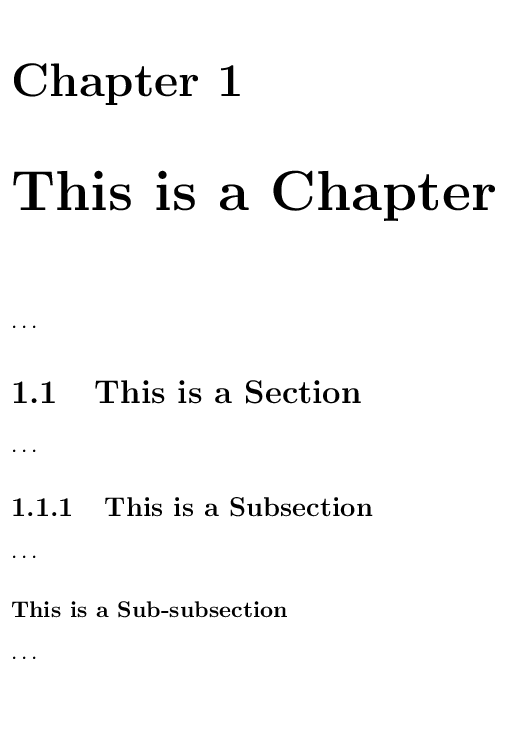 Chapter 1
This is a Chapter
...
1.1 This is a Section
...
1.1.1 This is a Subsection
...
This is a Sub-subsection
...